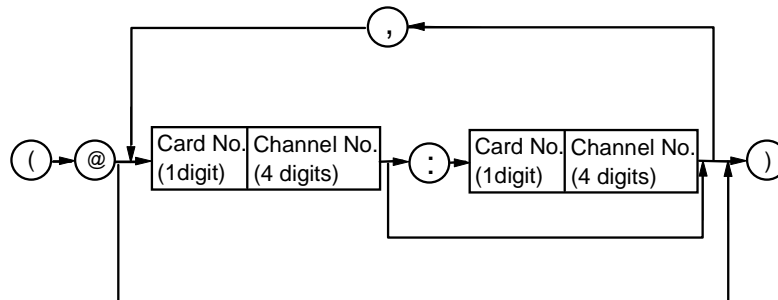 ,
( @ Card No. Channel No. : Card No. Channel No. )
(1digit) (4 digits) (1digit) (4 digits)